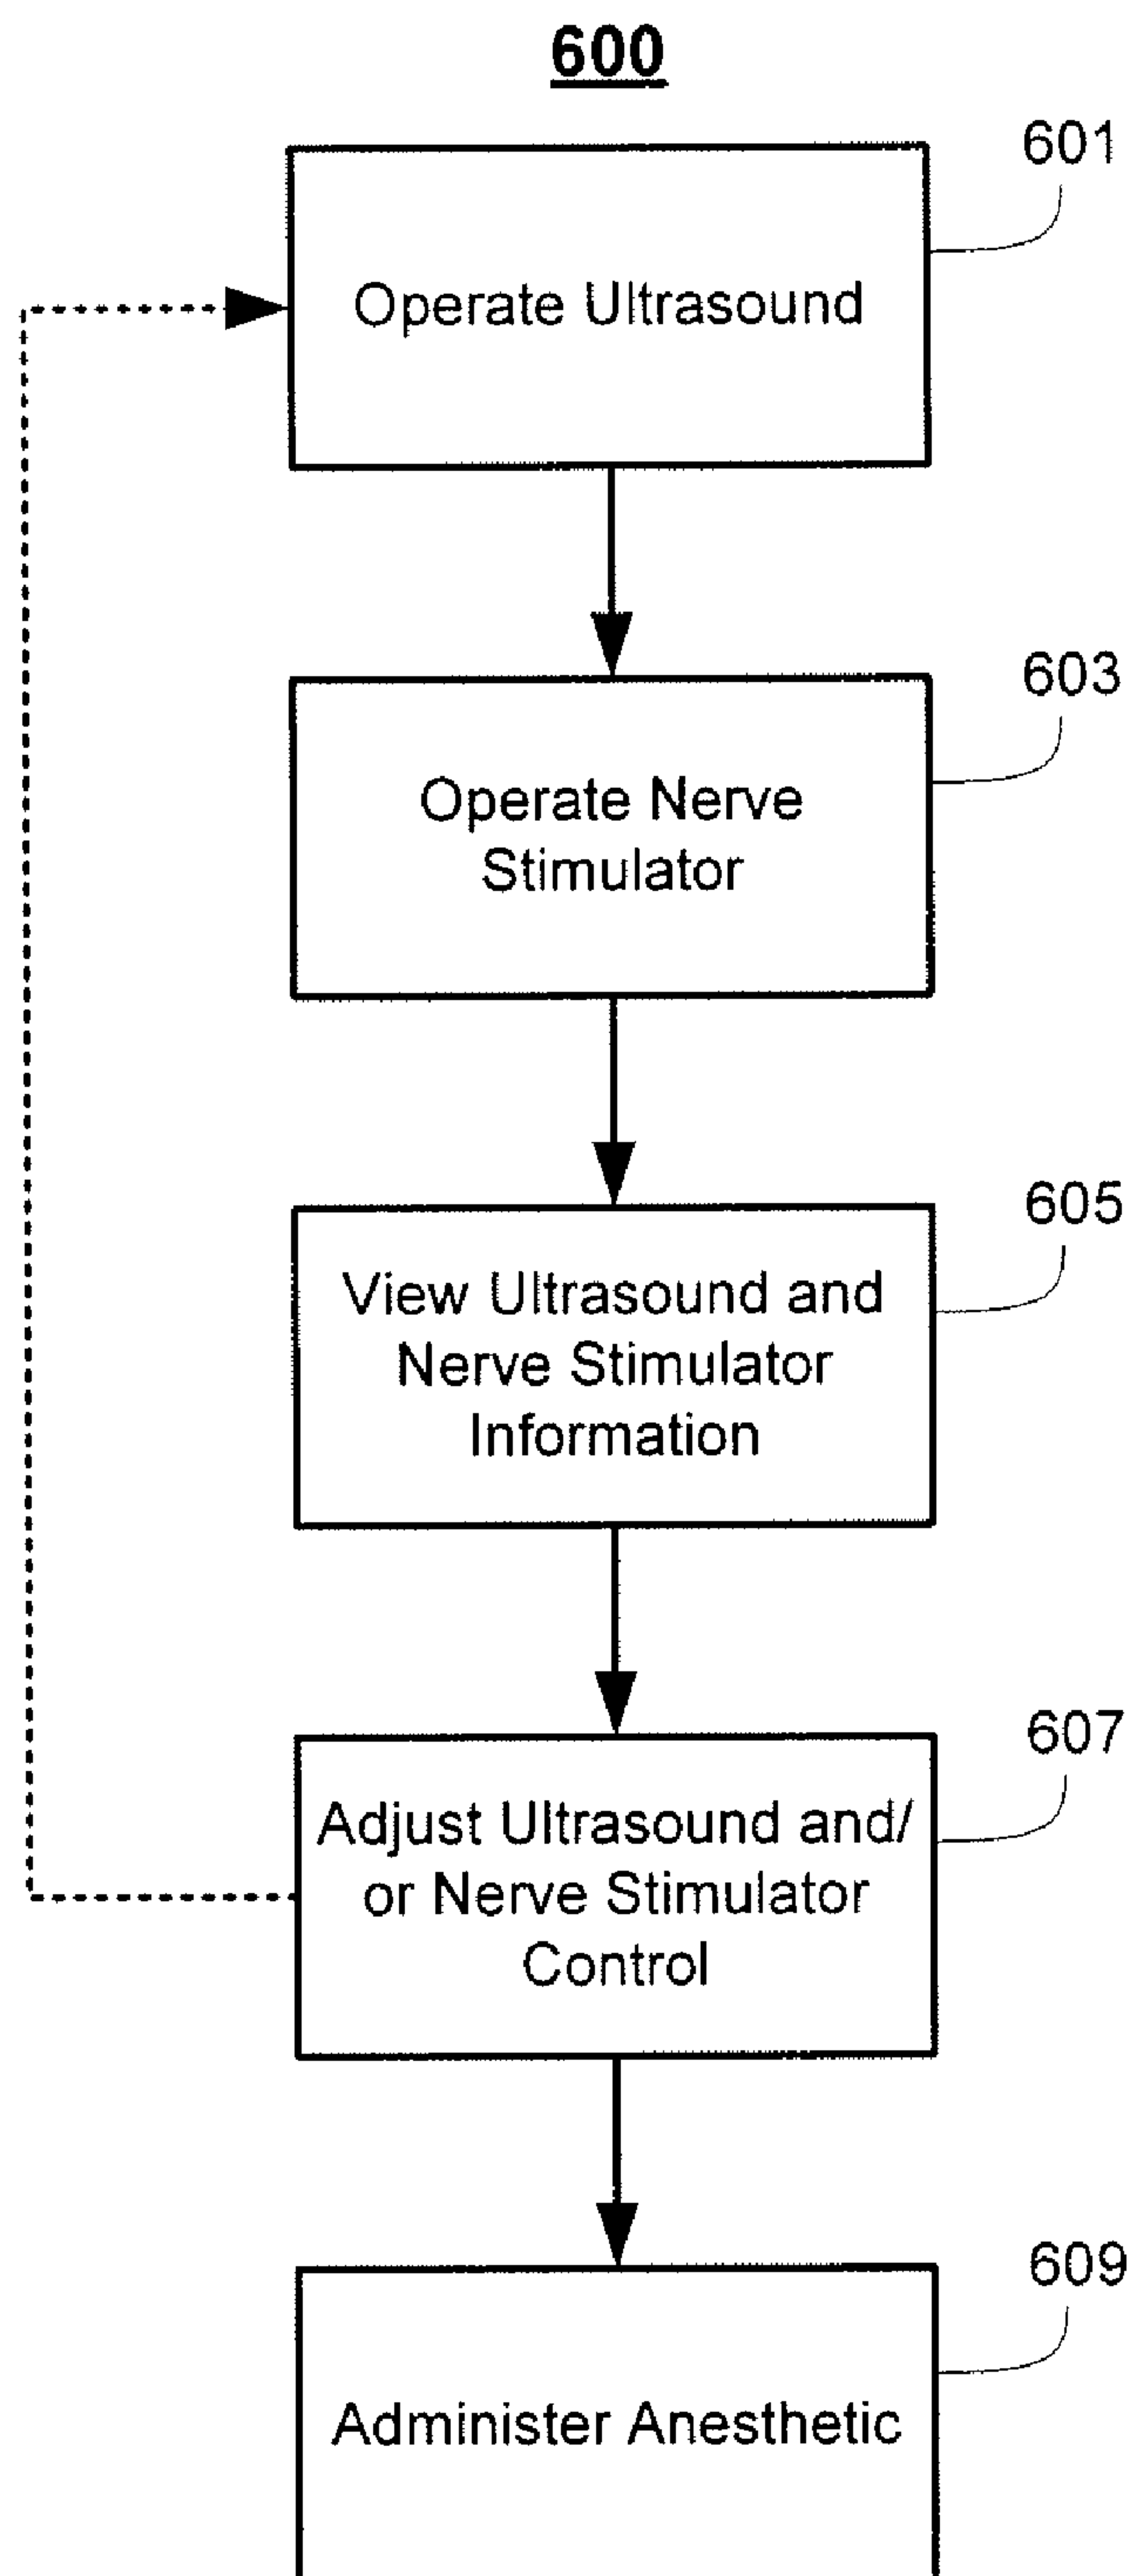 600
601
Operate Ultrasound
603
Operate Nerve
Stimulator
605
View Ultrasound and
Nerve Stimulator
Information
607
Adjust Ultrasound and/
or Nerve Stimulator
Control
609
Administer Anesthetic